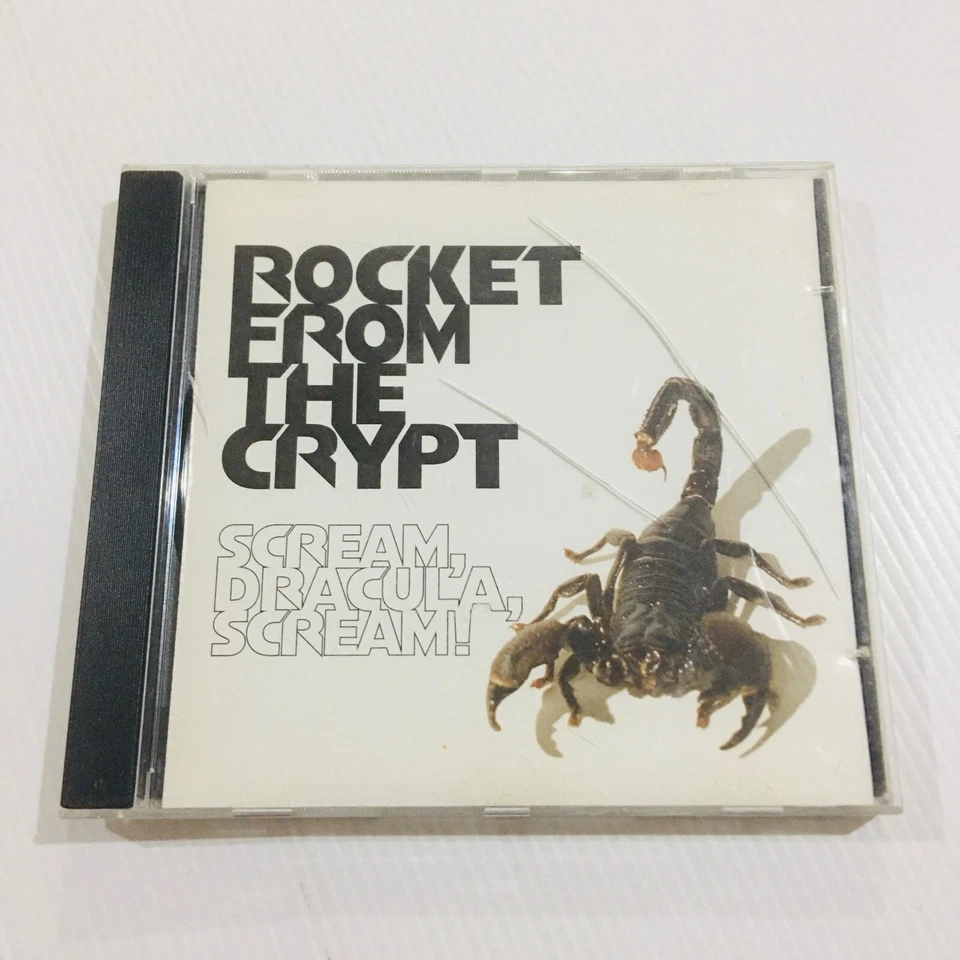 ROCKET
FROM
THE
CRYPT
SCREAM,
DRACULA,
SCREAM!